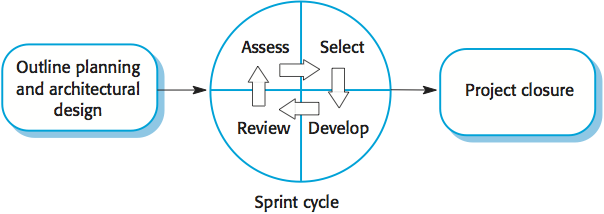 Outline planning
and architectural
design
Assess
Select
Review
Develop
Sprint cycle
Project closure